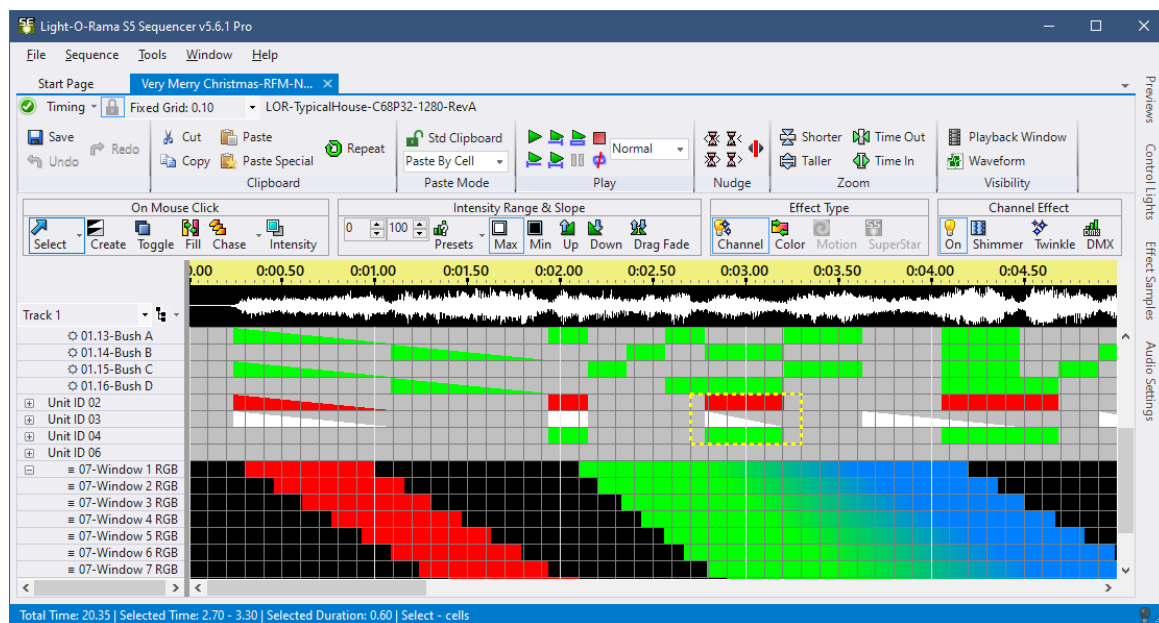 Light-O-Rama S5 Sequencer v5.6.1 Pro
File Sequence Tools Window Help
Start Page Very Merry Christmas-RFM-N...
Timing Fixed Grid: 0.10 LOR-TypicalHouse-C68P32-1280-RevA
Save Redo Cut Paste Repeat Std Clipboard Normal Shorter Time Out Playback Window
Undo Copy Paste Special Paste By Cell Taller Time In Waveform
Clipboard Paste Mode Play Nudge Zoom Visibility
On Mouse Click Intensity Range & Slope Effect Type Channel Effect
0 100
Select Create Toggle Fill Chase Intensity Presets Max Min Up Down Drag Fade Channel Color Motion SuperStar On Shimmer Twinkle DMX
0.00 0:00.50 0:01.00 0:01.50 0:02.00 0:02.50 0:03.00 0:03.50 0:04.00 0:04.50
Track 1
01.13-Bush A
01.14-Bush B
01.15-Bush C
01.16-Bush D
Unit ID 02
Unit ID 03
Unit ID 04
Unit ID 06
07-Window 1 RGB
07-Window 2 RGB
07-Window 3 RGB
07-Window 4 RGB
07-Window 5 RGB
07-Window 6 RGB
07-Window 7 RGB
Total Time: 20.35 | Selected Time: 2.70 - 3.30 | Selected Duration: 0.60 | Select - cells
Previews
Control Lights
Effect Samples
Audio Settings